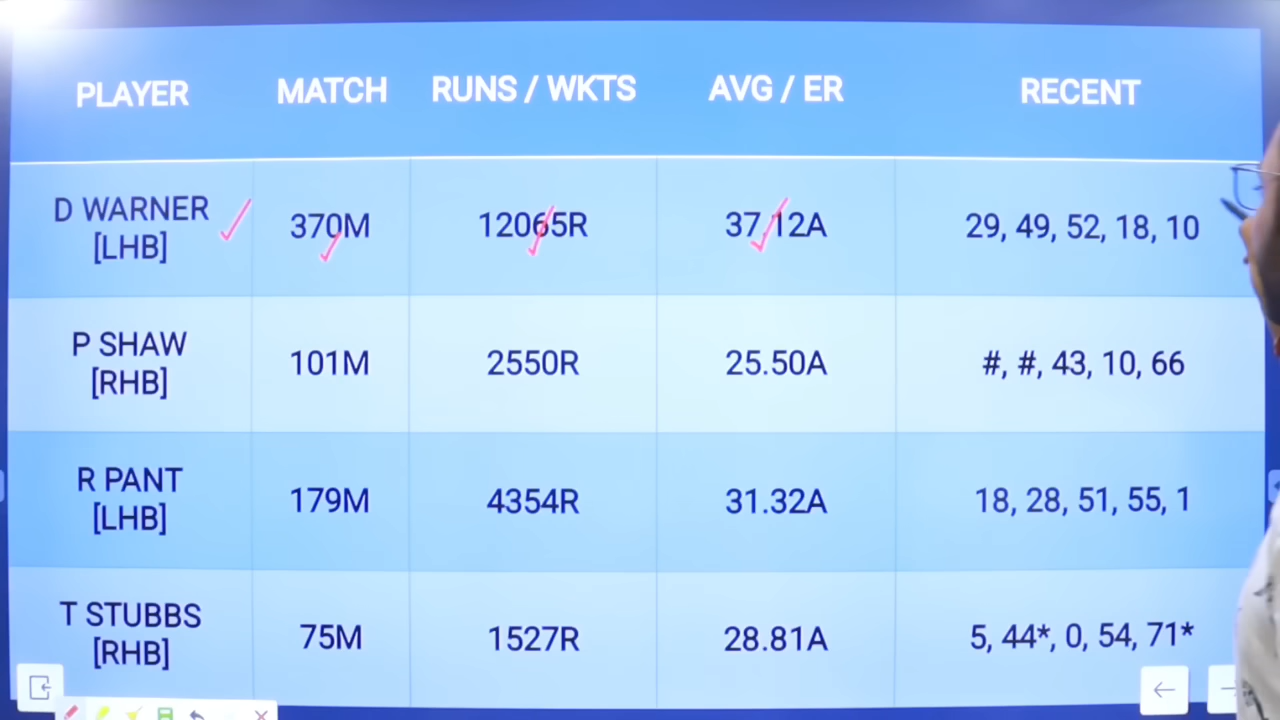 PLAYER MATCH RUNS / WKTS AVG / ER RECENT
D WARNER
[LHB] 370M 12065R 37.12A 29, 49, 52, 18, 10
P SHAW
[RHB] 101M 2550R 25.50A #, #, 43, 10, 66
R PANT
[LHB] 179M 4354R 31.32A 18, 28, 51, 55, 1
T STUBBS
[RHB] 75M 1527R 28.81A 5, 44*, 0, 54, 71*